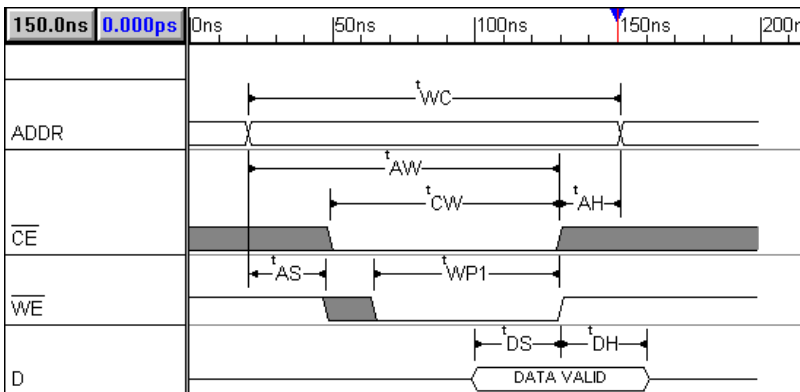 150.0ns 0.000ps 0ns 50ns 100ns 150ns 200n
tWC
ADDR
tAW
tCW tAH
CE
tAS tWP1
WE
tDS tDH
D DATA VALID